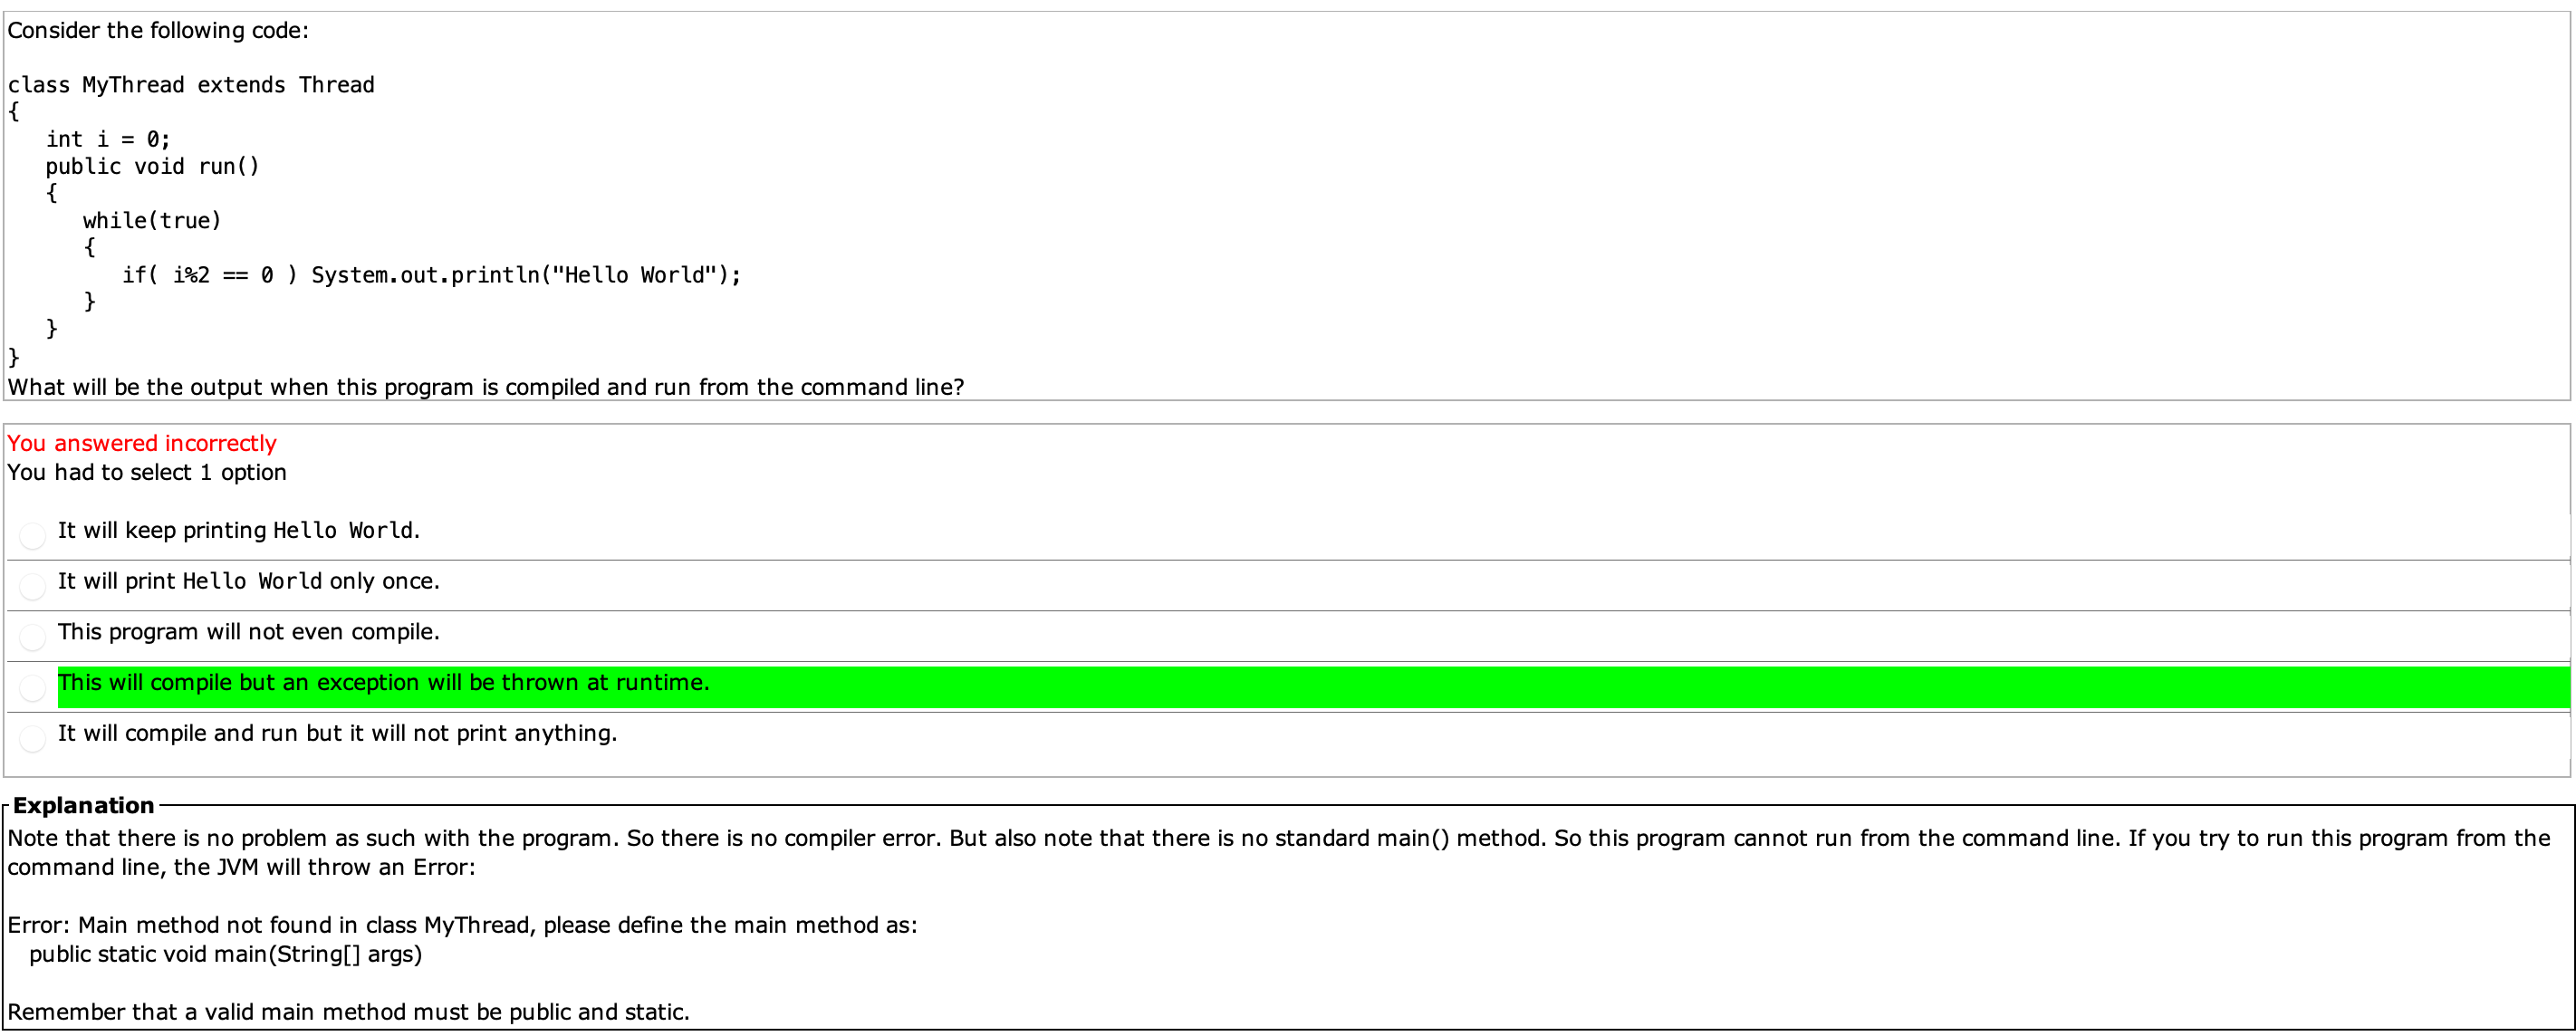 Consider the following code:
class MyThread extends Thread
{
   int i = 0;
   public void run()
   {
      while(true)
      {
         if( i%2 == 0 ) System.out.println("Hello World");
      }
   }
}
What will be the output when this program is compiled and run from the command line?
You answered incorrectly
You had to select 1 option
It will keep printing Hello World.
It will print Hello World only once.
This program will not even compile.
This will compile but an exception will be thrown at runtime.
It will compile and run but it will not print anything.
Explanation
Note that there is no problem as such with the program. So there is no compiler error. But also note that there is no standard main() method. So this program cannot run from the command line. If you try to run this program from the
command line, the JVM will throw an Error:
Error: Main method not found in class MyThread, please define the main method as:
   public static void main(String[] args)
Remember that a valid main method must be public and static.